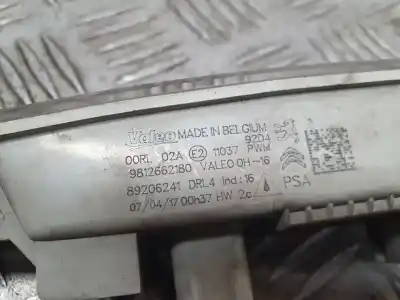 Valeo MADE IN BELGIUM
9204
00RL 02A E2 11037 PWM
9812662180 VALEO 0H-16
89206241 DRL4 Ind:16
07/04/17 00h37 HW 2c PSA